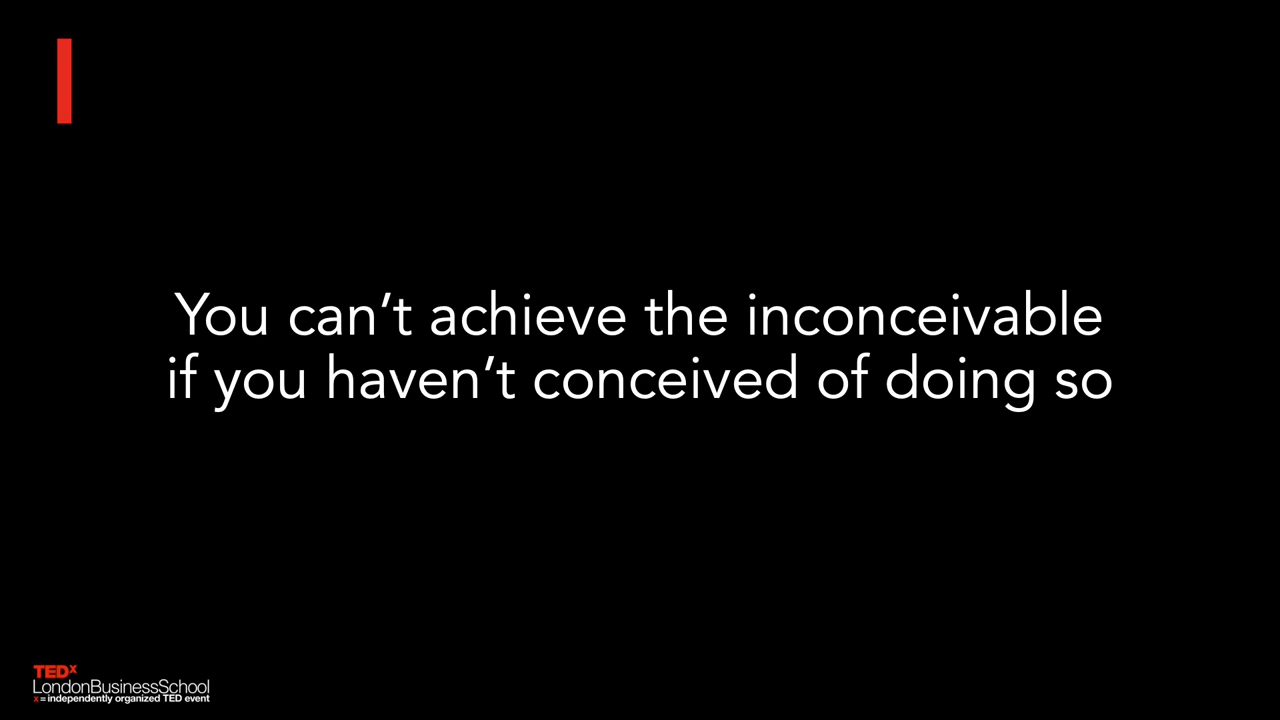 You can’t achieve the inconceivable
if you haven’t conceived of doing so
TEDx
LondonBusinessSchool
x = independently organized TED event